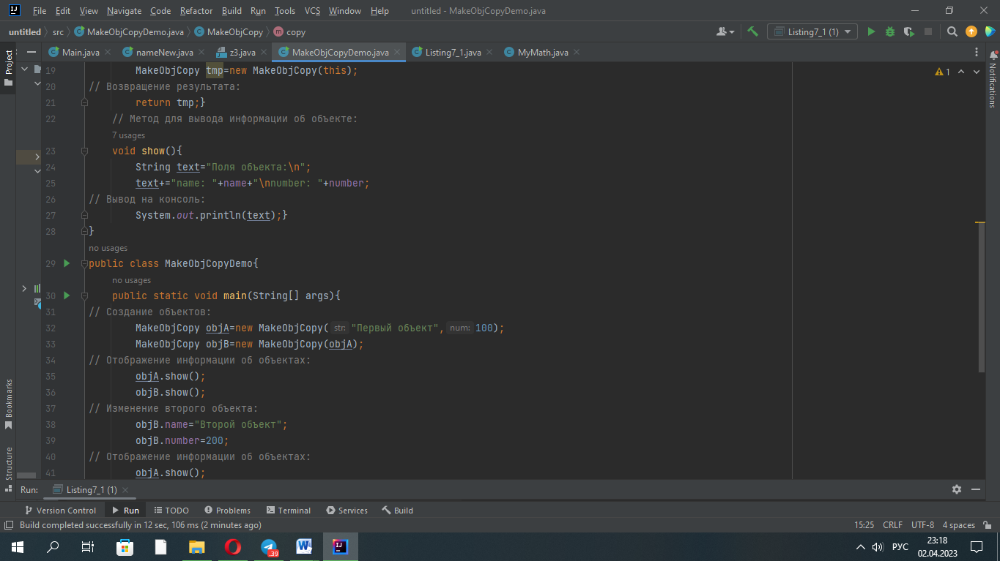 File Edit View Navigate Code Refactor Build Run Tools VCS Window Help untitled - MakeObjCopyDemo.java
untitled src MakeObjCopyDemo.java MakeObjCopy m copy Listing7_1 (1)
Project Main.java nameNew.java z3.java MakeObjCopyDemo.java Listing7_1.java MyMath.java
19 MakeObjCopy tmp=new MakeObjCopy(this); 1
Notifications
20 // Возвращение результата:
21 return tmp;}
22 // Метод для вывода информации об объекте:
7 usages
23 void show(){
24 String text="Поля объекта:\n";
25 text+="name: "+name+"\nnumber: "+number;
26 // Вывод на консоль:
27 System.out.println(text);}
28 }
no usages
29 public class MakeObjCopyDemo{
no usages
30 public static void main(String[] args){
31 // Создание объектов:
32 MakeObjCopy objA=new MakeObjCopy( str: "Первый объект", num: 100);
33 MakeObjCopy objB=new MakeObjCopy(objA);
34 // Отображение информации об объектах:
35 objA.show();
36 objB.show();
Bookmarks
37 // Изменение второго объекта:
38 objB.name="Второй объект";
39 objB.number=200;
40 // Отображение информации об объектах:
Structure
41 objA.show();
Run: Listing7_1 (1)
Version Control Run TODO Problems Terminal Services Build
Build completed successfully in 12 sec, 106 ms (2 minutes ago) 15:25 CRLF UTF-8 4 spaces
39 РУС 23:18
02.04.2023